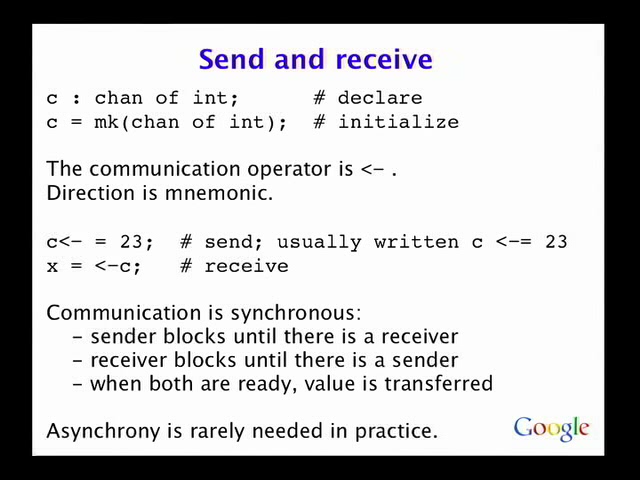 Send and receive
c : chan of int; # declare
c = mk(chan of int); # initialize
The communication operator is <- .
Direction is mnemonic.
c<- = 23; # send; usually written c <-= 23
x = <-c; # receive
Communication is synchronous:
– sender blocks until there is a receiver
– receiver blocks until there is a sender
– when both are ready, value is transferred
Asynchrony is rarely needed in practice.
Google